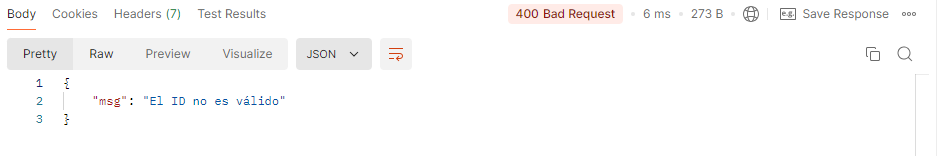 Body Cookies Headers (7) Test Results 400 Bad Request • 6 ms • 273 B • e.g. Save Response
Pretty Raw Preview Visualize JSON
1 {
2 "msg": "El ID no es válido"
3 }